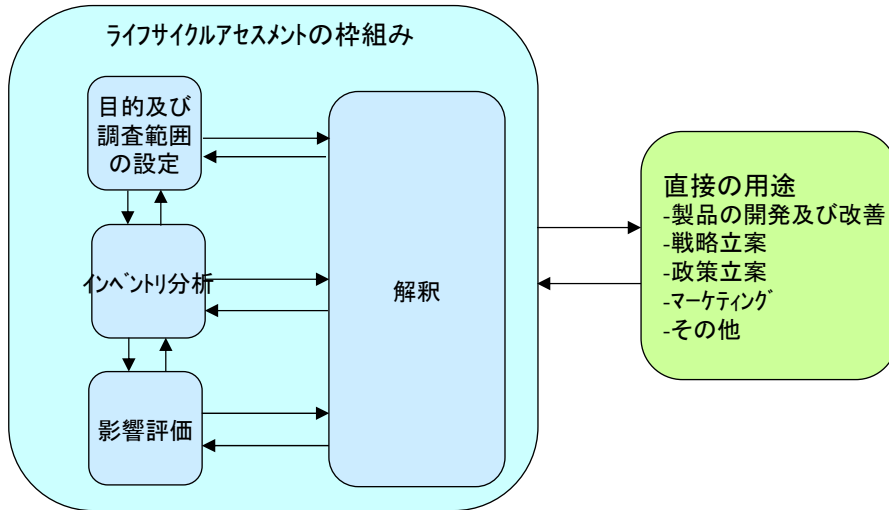 ライフサイクルアセスメントの枠組み
目的及び
調査範囲
の設定
インベントリ分析
影響評価
解釈
直接の用途
-製品の開発及び改善
-戦略立案
-政策立案
-マーケティング
-その他